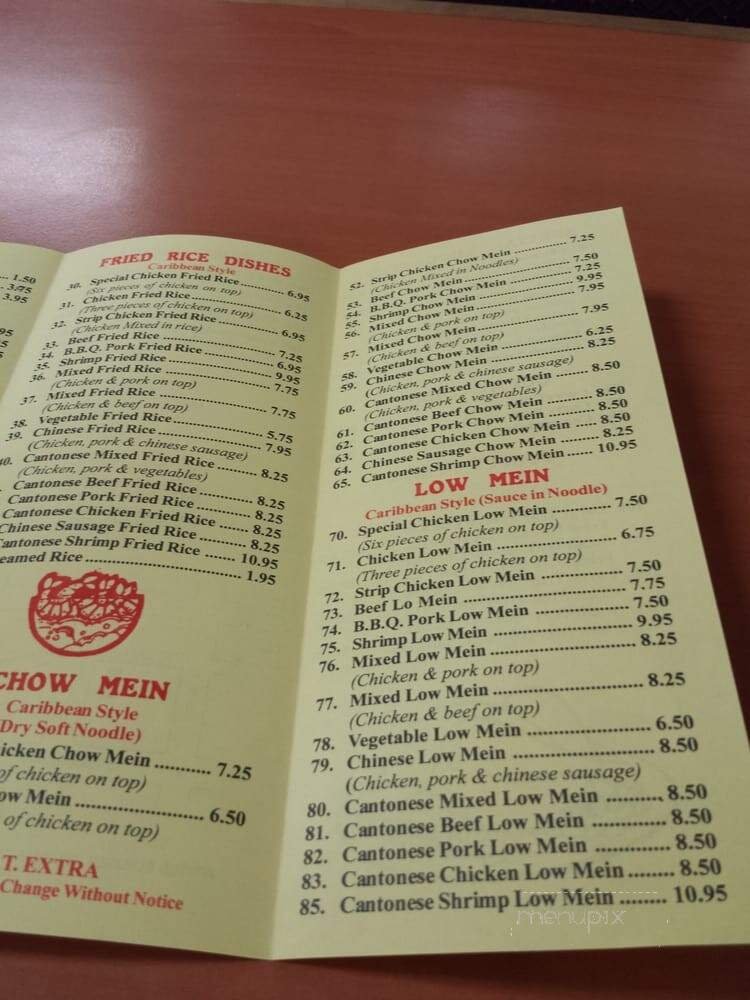 1.50
3.75
3.95
FRIED RICE DISHES
Caribbean Style
30. Special Chicken Fried Rice 6.95
(Six pieces of chicken on top)
31. Chicken Fried Rice 6.25
(Three pieces of chicken on top)
32. Strip Chicken Fried Rice 6.95
(Chicken Mixed in rice)
33. Beef Fried Rice 7.25
34. B.B.Q. Pork Fried Rice 6.95
35. Shrimp Fried Rice 9.95
36. Mixed Fried Rice 7.75
(Chicken & pork on top)
37. Mixed Fried Rice 7.75
(Chicken & beef on top)
38. Vegetable Fried Rice 5.75
39. Chinese Fried Rice 7.95
(Chicken, pork & chinese sausage)
40. Cantonese Mixed Fried Rice 8.25
(Chicken, pork & vegetables)
Cantonese Beef Fried Rice 8.25
Cantonese Pork Fried Rice 8.25
Cantonese Chicken Fried Rice 8.25
Chinese Sausage Fried Rice 8.25
Cantonese Shrimp Fried Rice 10.95
eamed Rice 1.95
CHOW MEIN
Caribbean Style
Dry Soft Noodle)
icken Chow Mein 7.25
of chicken on top)
ow Mein 6.50
of chicken on top)
T. EXTRA
Change Without Notice
52. Strip Chicken Chow Mein 7.25
(Chicken Mixed in Noodles)
53. Beef Chow Mein 7.50
54. B.B.Q. Pork Chow Mein 7.25
55. Shrimp Chow Mein 9.95
56. Mixed Chow Mein 7.95
(Chicken & pork on top)
57. Mixed Chow Mein 7.95
(Chicken & beef on top)
58. Vegetable Chow Mein 6.25
59. Chinese Chow Mein 8.25
(Chicken, pork & chinese sausage)
60. Cantonese Mixed Chow Mein 8.50
(Chicken, pork & vegetables)
61. Cantonese Beef Chow Mein 8.50
62. Cantonese Pork Chow Mein 8.50
63. Cantonese Chicken Chow Mein 8.50
64. Chinese Sausage Chow Mein 8.25
65. Cantonese Shrimp Chow Mein 10.95
LOW MEIN
Caribbean Style (Sauce in Noodle)
70. Special Chicken Low Mein 7.50
(Six pieces of chicken on top)
71. Chicken Low Mein 6.75
(Three pieces of chicken on top)
72. Strip Chicken Low Mein 7.50
73. Beef Lo Mein 7.75
74. B.B.Q. Pork Low Mein 7.50
75. Shrimp Low Mein 9.95
76. Mixed Low Mein 8.25
(Chicken & pork on top)
77. Mixed Low Mein 8.25
(Chicken & beef on top)
78. Vegetable Low Mein 6.50
79. Chinese Low Mein 8.50
(Chicken, pork & chinese sausage)
80. Cantonese Mixed Low Mein 8.50
81. Cantonese Beef Low Mein 8.50
82. Cantonese Pork Low Mein 8.50
83. Cantonese Chicken Low Mein 8.50
85. Cantonese Shrimp Low Mein 10.95
menupix